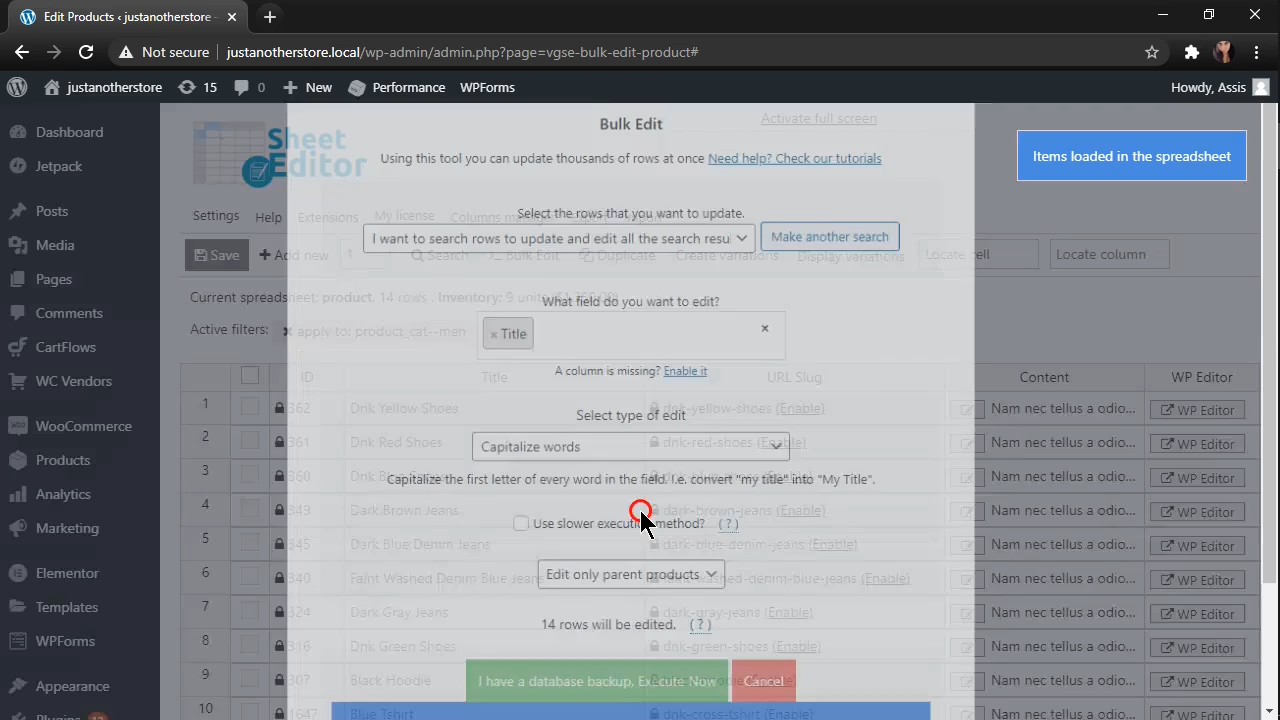 Edit Products ‹ justanotherstore
Not secure justanotherstore.local/wp-admin/admin.php?page=vgse-bulk-edit-product#
justanotherstore 15 0 New Performance WPForms Howdy, Assis
Dashboard
Jetpack
Posts
Media
Pages
Comments
CartFlows
WC Vendors
WooCommerce
Products
Analytics
Marketing
Elementor
Templates
WPForms
Appearance
Plugins
Sheet Editor
Activate full screen
Items loaded in the spreadsheet
Bulk Edit
Using this tool you can update thousands of rows at once Need help? Check our tutorials
Settings Help Extensions My license
Select the rows that you want to update.
I want to search rows to update and edit all the search resu Make another search
Save Add new 1 Search Bulk Edit Duplicate Create variations Display variations Locate cell Locate column
Current spreadsheet: product. 14 rows . Inventory: 9 units
What field do you want to edit?
Active filters: apply to: product_cat--men
× Title ×
A column is missing? Enable it
ID Title URL Slug Content WP Editor
Select type of edit
Capitalize words
Capitalize the first letter of every word in the field. I.e. convert "my title" into "My Title".
Use slower execution method? (?)
Edit only parent products
14 rows will be edited. (?)
I have a database backup, Execute Now Cancel
1 362 Dnk Yellow Shoes dnk-yellow-shoes (Enable) Nam nec tellus a odio... WP Editor
2 361 Dnk Red Shoes dnk-red-shoes (Enable) Nam nec tellus a odio... WP Editor
3 360 Nam nec tellus a odio... WP Editor
4 349 Dark Brown Jeans dark-brown-jeans (Enable) Nam nec tellus a odio... WP Editor
5 345 Dark Blue Denim Jeans dark-blue-denim-jeans (Enable) Nam nec tellus a odio... WP Editor
6 340 Faint Washed Denim Blue Jeans washed-denim-blue-jeans (Enable) Nam nec tellus a odio... WP Editor
7 324 Dark Gray Jeans dark-gray-jeans (Enable) Nam nec tellus a odio... WP Editor
8 316 Dnk Green Shoes dnk-green-shoes (Enable) Nam nec tellus a odio... WP Editor
9 307 Black Hoodie Nam nec tellus a odio... WP Editor
10 1647 Blue Tshirt dnk-cross-tshirt (Enable) Nam nec tellus a odio... WP Editor